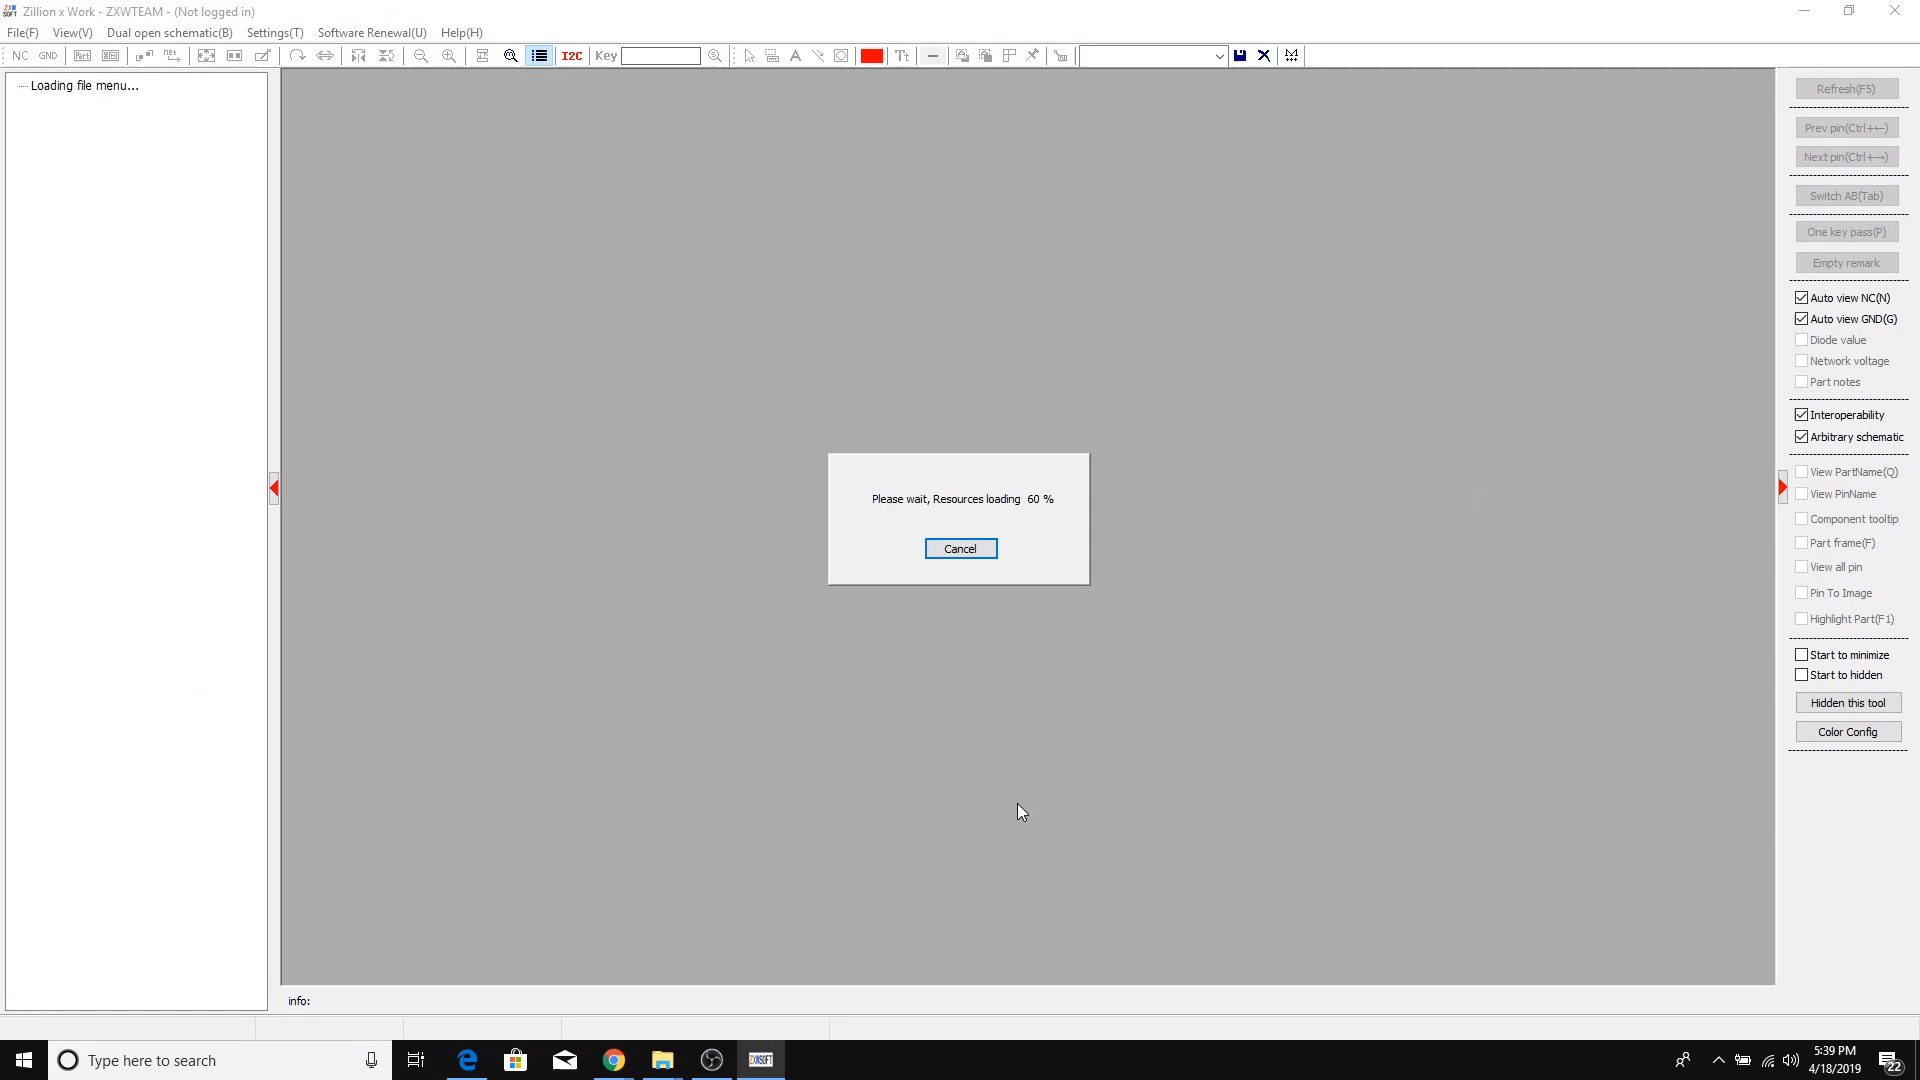 Zillion x Work - ZXWTEAM - (Not logged in)
File(F) View(V) Dual open schematic(B) Settings(T) Software Renewal(U) Help(H)
NC GND Part net I2C Key A Tt
Loading file menu...
Please wait, Resources loading 60 %
Cancel
Refresh(F5)
Prev pin(Ctrl+←)
Next pin(Ctrl+→)
Switch AB(Tab)
One key pass(P)
Empty remark
Auto view NC(N)
Auto view GND(G)
Diode value
Network voltage
Part notes
Interoperability
Arbitrary schematic
View PartName(Q)
View PinName
Component tooltip
Part frame(F)
View all pin
Pin To Image
Highlight Part(F1)
Start to minimize
Start to hidden
Hidden this tool
Color Config
info:
Type here to search
ZXWSOFT
5:39 PM
4/18/2019
22